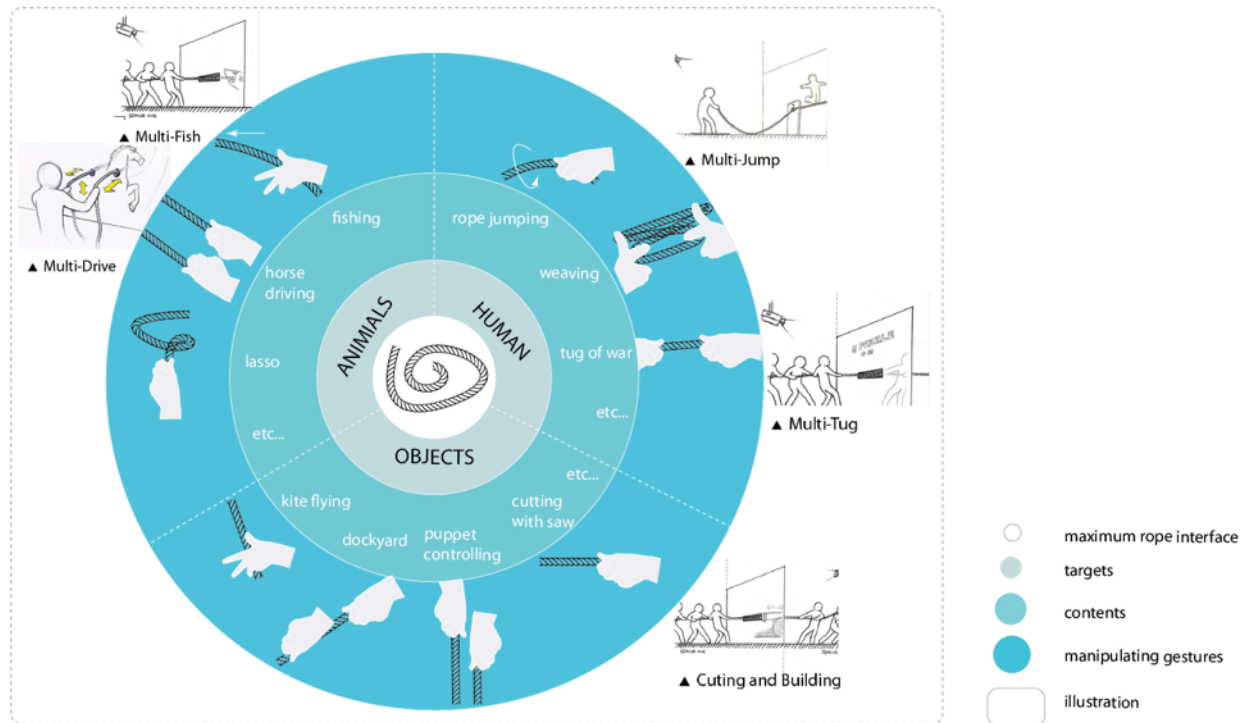 ▲ Multi-Fish
▲ Multi-Jump
▲ Multi-Drive
▲ Multi-Tug
▲ Cuting and Building
fishing
rope jumping
horse
driving
weaving
lasso
tug of war
etc...
etc...
etc...
kite flying
dockyard
puppet
controlling
cutting
with saw
ANIMIALS
HUMAN
OBJECTS
maximum rope interface
targets
contents
manipulating gestures
illustration